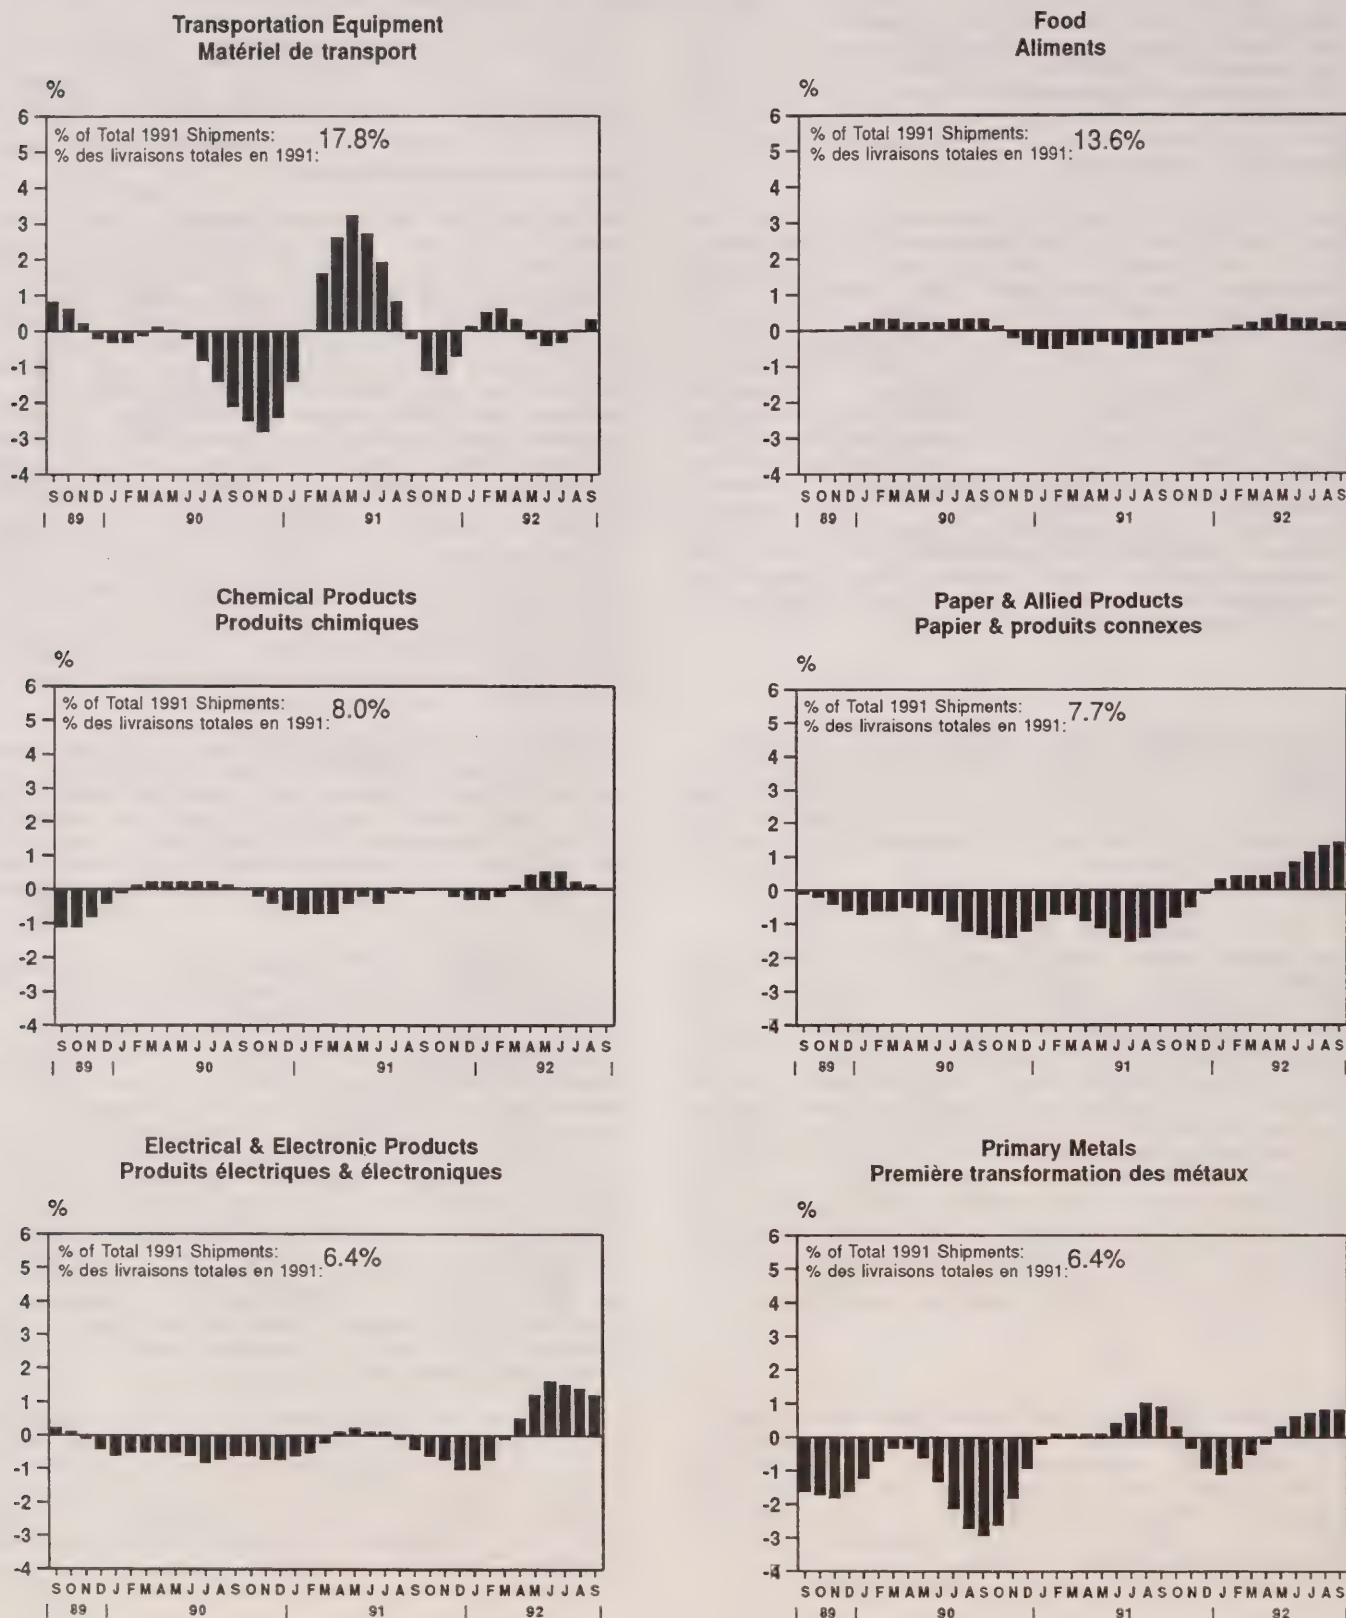 Transportation Equipment
Matériel de transport
%
6
5
4
3
2
1
0
-1
-2
-3
-4
% of Total 1991 Shipments: 17.8%
% des livraisons totales en 1991:
S O N D J F M A M J J A S O N D J F M A M J J A S O N D J F M A M J J A S
| 89 | 90 | 91 | 92 |
Food
Aliments
%
6
5
4
3
2
1
0
-1
-2
-3
-4
% of Total 1991 Shipments: 13.6%
% des livraisons totales en 1991:
S O N D J F M A M J J A S O N D J F M A M J J A S O N D J F M A M J J A S
| 89 | 90 | 91 | 92
Chemical Products
Produits chimiques
%
6
5
4
3
2
1
0
-1
-2
-3
-4
% of Total 1991 Shipments: 8.0%
% des livraisons totales en 1991:
S O N D J F M A M J J A S O N D J F M A M J J A S O N D J F M A M J J A S
| 89 | 90 | 91 | 92 |
Paper & Allied Products
Papier & produits connexes
%
6
5
4
3
2
1
0
-1
-2
-3
-4
% of Total 1991 Shipments: 7.7%
% des livraisons totales en 1991:
S O N D J F M A M J J A S O N D J F M A M J J A S O N D J F M A M J J A S
| 89 | 90 | 91 | 92 |
Electrical & Electronic Products
Produits électriques & électroniques
%
6
5
4
3
2
1
0
-1
-2
-3
-4
% of Total 1991 Shipments: 6.4%
% des livraisons totales en 1991:
S O N D J F M A M J J A S O N D J F M A M J J A S O N D J F M A M J J A S
| 89 | 90 | 91 | 92 |
Primary Metals
Première transformation des métaux
%
6
5
4
3
2
1
0
-1
-2
-3
-4
% of Total 1991 Shipments: 6.4%
% des livraisons totales en 1991:
S O N D J F M A M J J A S O N D J F M A M J J A S O N D J F M A M J J A S
| 89 | 90 | 91 | 92 |